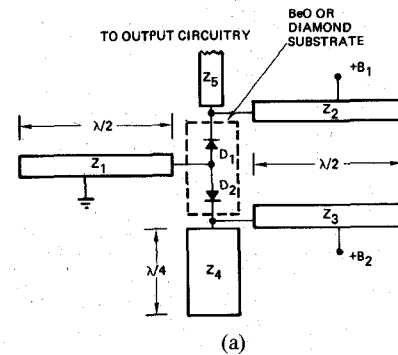 BeO OR
DIAMOND
SUBSTRATE
TO OUTPUT CIRCUITRY
Z5
+B1
λ/2
Z2
D1
Z1
λ/2
D2
Z3
λ/4
Z4
+B2
(a)